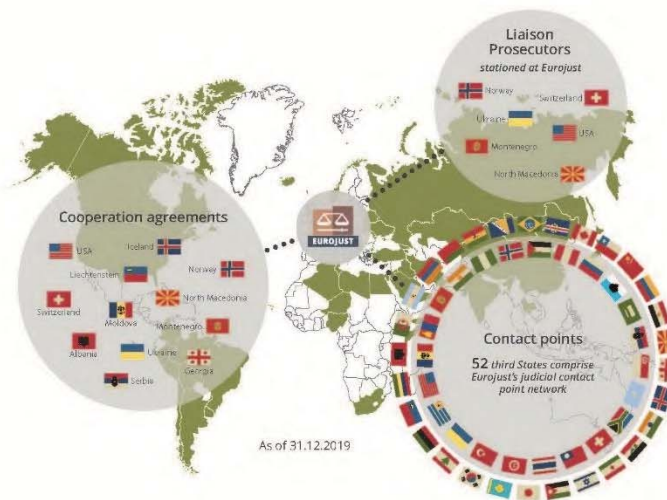 Liaison
Prosecutors
stationed at Eurojust
Norway
Switzerland
Ukraine
USA
Montenegro
North Macedonia
Cooperation agreements
USA
Iceland
Norway
Liechtenstein
North Macedonia
Switzerland
Moldova
Montenegro
Albania
Ukraine
Georgia
Serbia
EUROJUST
Contact points
52 third States comprise
Eurojust's judicial contact
point network
As of 31.12.2019